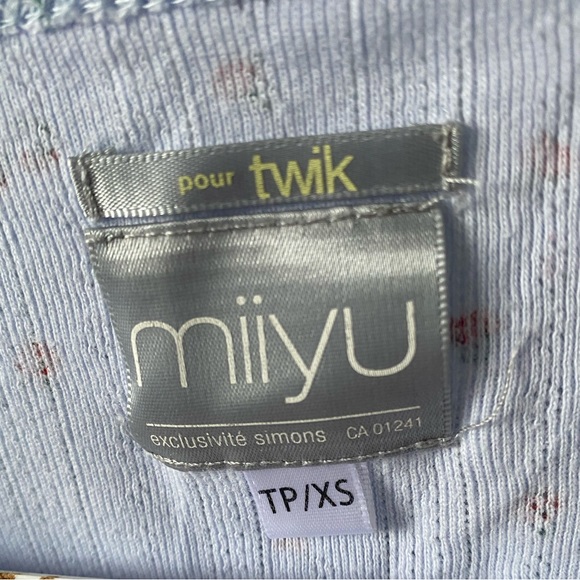 pour twik
miiyu
exclusivité simons CA 01241
TP/XS